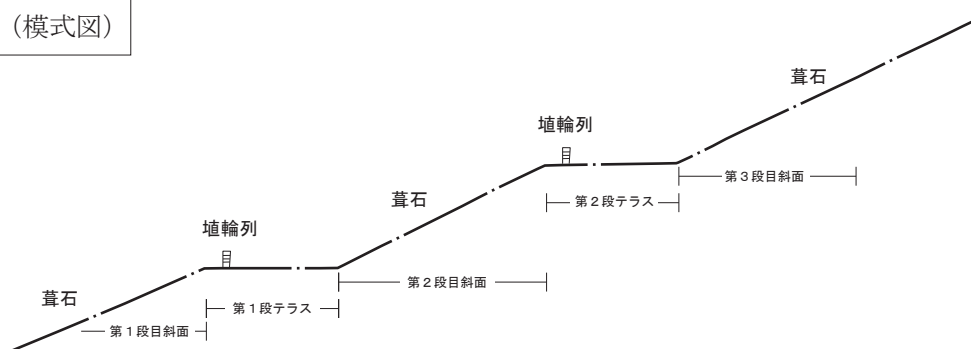 (模式図)
葺石
埴輪列
第3段目斜面
第2段テラス
葺石
埴輪列
第2段目斜面
葺石
第1段テラス
第1段目斜面